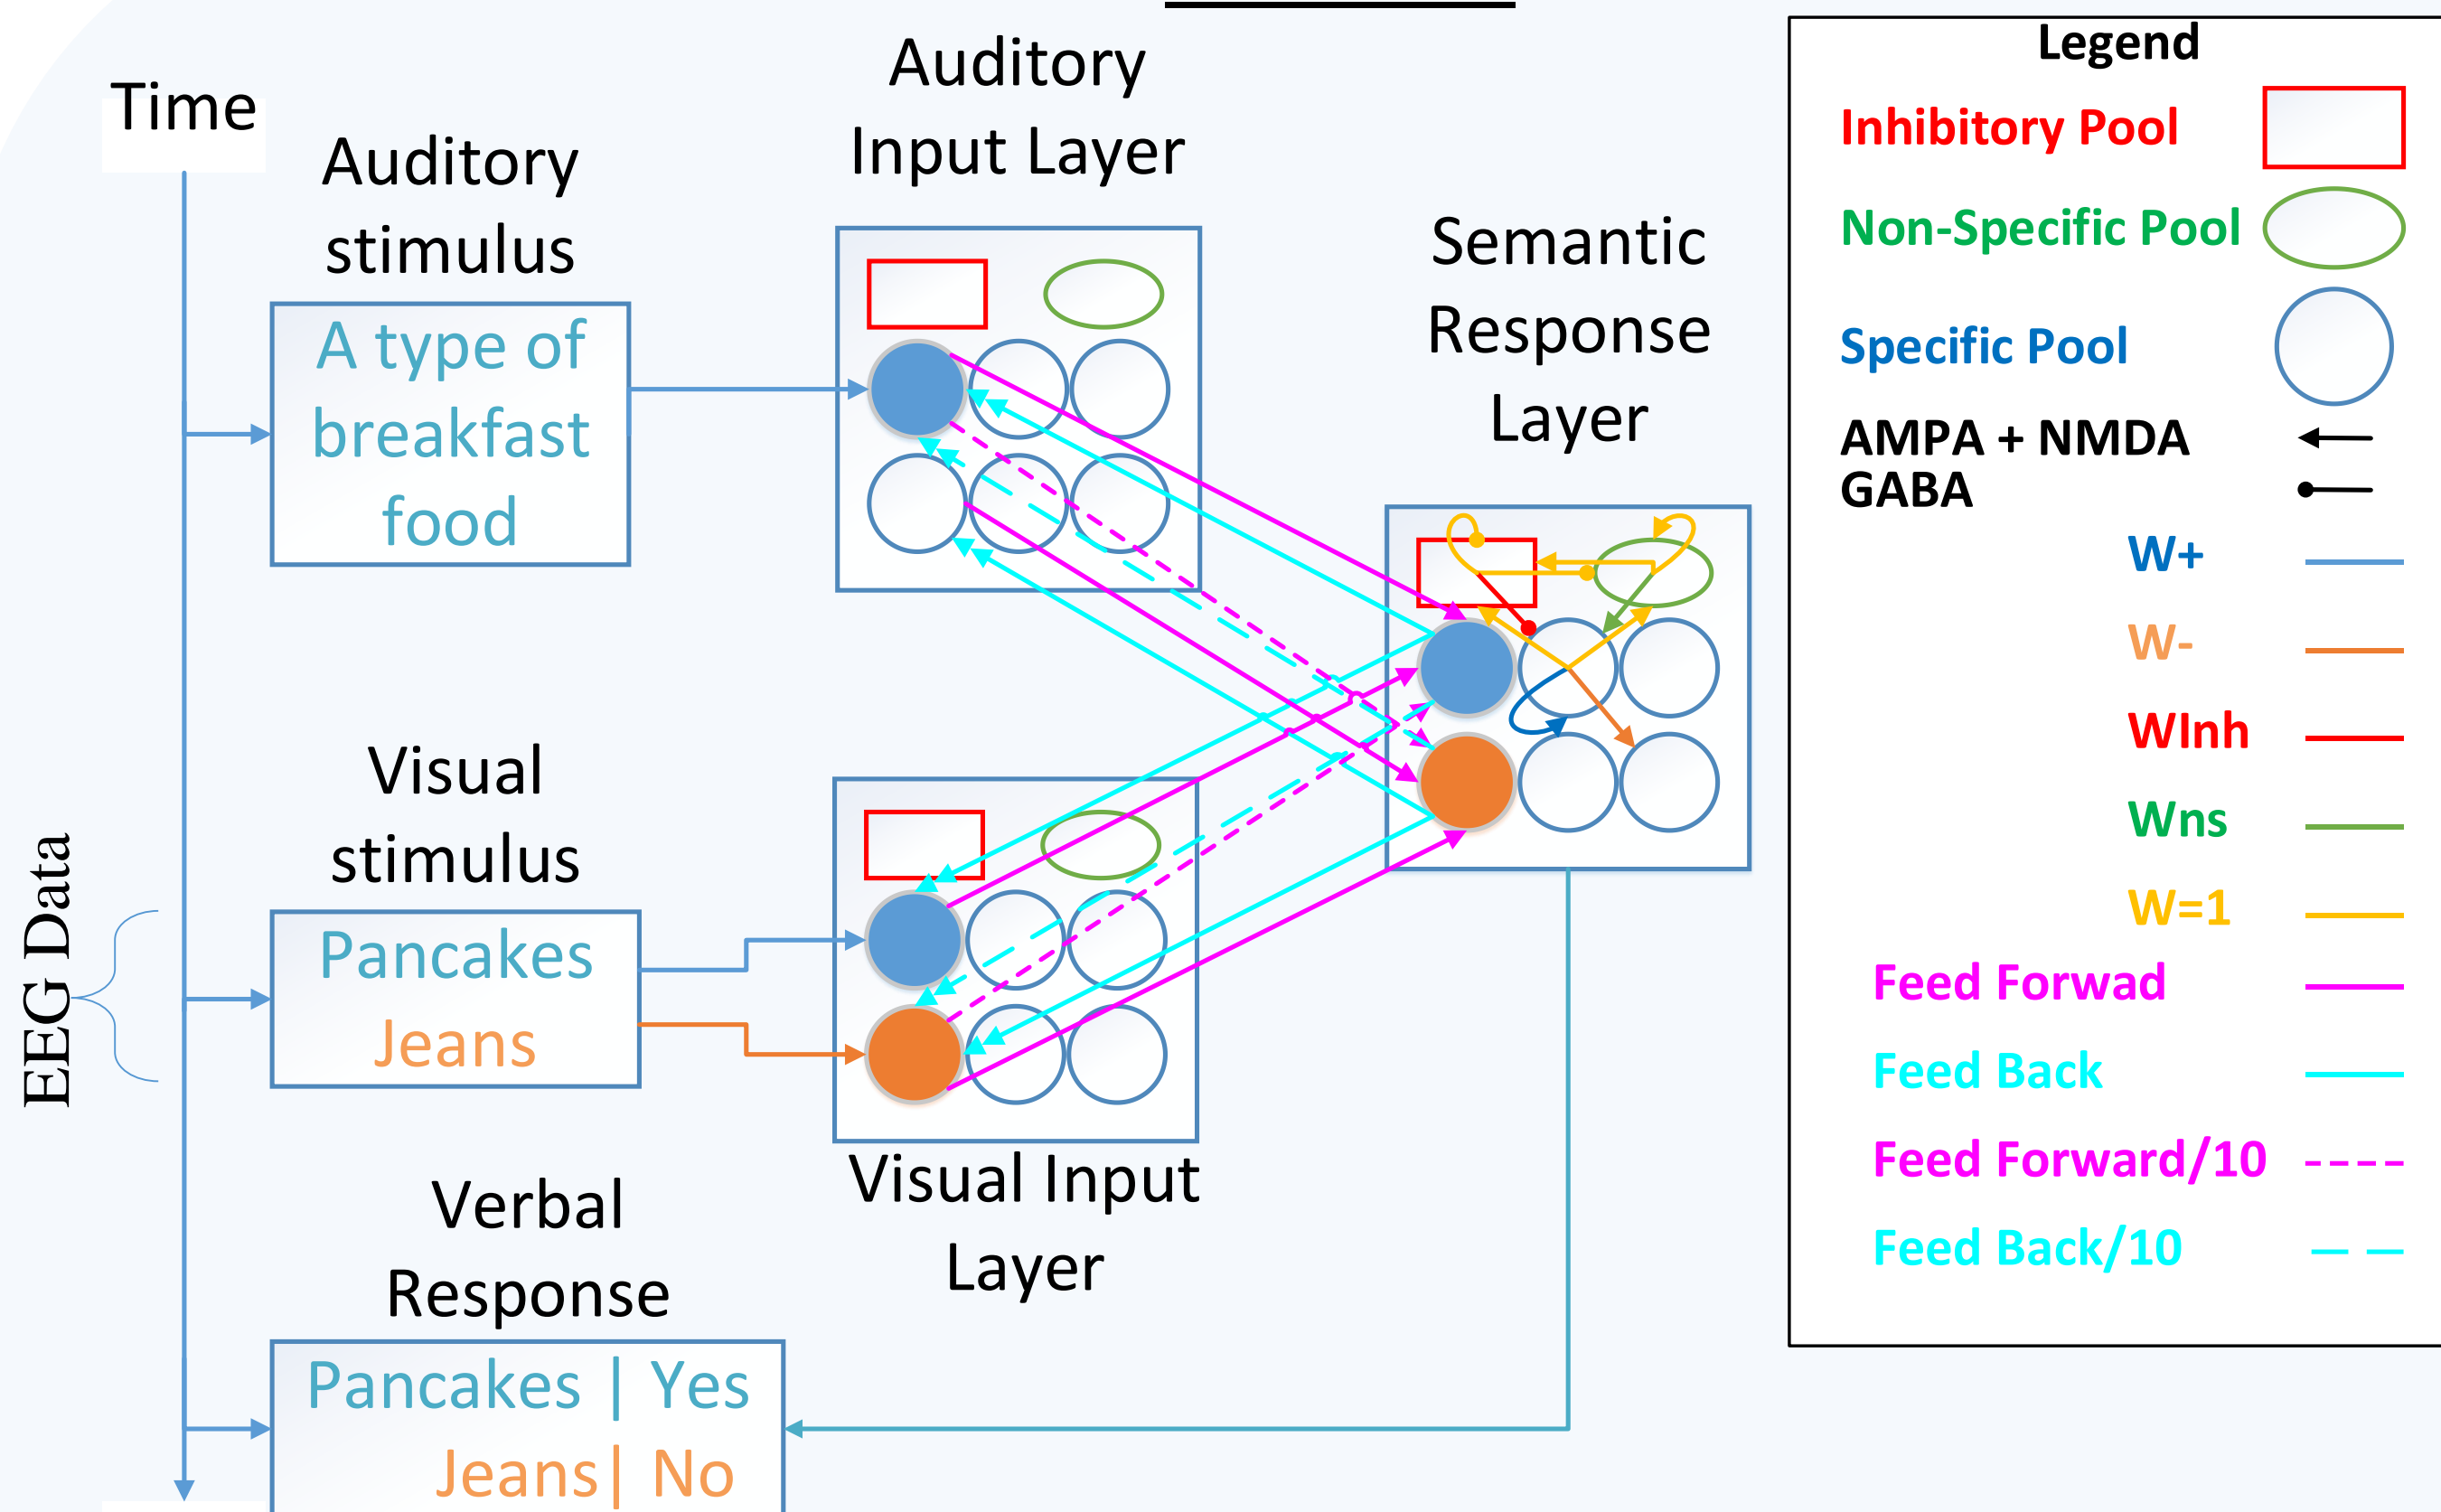 Time
Auditory
stimulus
A type of
breakfast
food
Auditory
Input Layer
Semantic
Response
Layer
EEG Data
Visual
stimulus
Pancakes
Jeans
Visual Input
Layer
Verbal
Response
Pancakes | Yes
Jeans| No
Legend
Inhibitory Pool
Non-Specific Pool
Specific Pool
AMPA + NMDA
GABA
W+
W-
WInh
Wns
W=1
Feed Forwad
Feed Back
Feed Forward/10
Feed Back/10